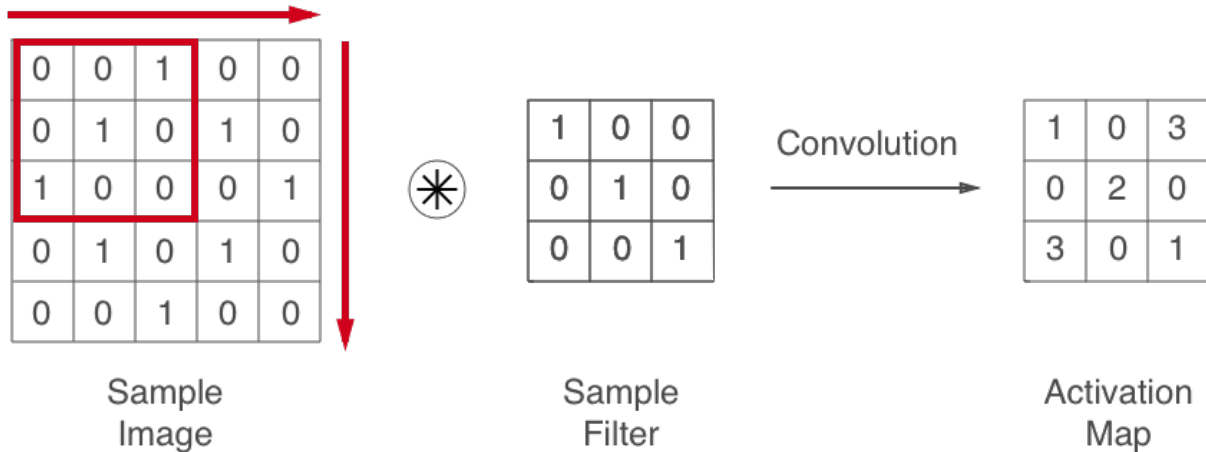 0 0 1 0 0
0 1 0 1 0
1 0 0 0 1
0 1 0 1 0
0 0 1 0 0
Sample
Image
1 0 0
0 1 0
0 0 1
Sample
Filter
Convolution
1 0 3
0 2 0
3 0 1
Activation
Map